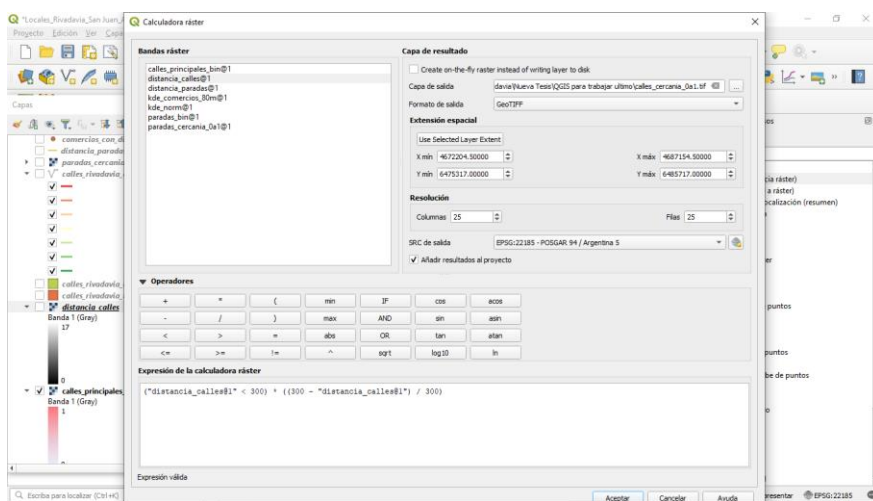 "Locales_Rivadavia_San Juan_
Calculadora ráster
Proyecto Edición Ver Capa
Bandas ráster
calles_principales_bin@1
distancia_calles@1
distancia_paradas@1
kde_comercios_80m@1
kde_norm@1
paradas_bin@1
paradas_cercania_0a1@1
Capa de resultado
Create on-the-fly raster instead of writing layer to disk
Capa de salida
davia\Nueva Tesis\QGIS para trabajar ultimo\calles_cercania_0a1.tif
...
Formato de salida
GeoTIFF
Extensión espacial
Use Selected Layer Extent
X mín 4672204.50000
X máx 4687154.50000
Y mín 6475317.00000
Y máx 6485717.00000
Resolución
Columnas 25
Filas 25
SRC de salida
EPSG:22185 - POSGAR 94 / Argentina 5
Añadir resultados al proyecto
Operadores
+ * ( min IF cos acos
- / ) max AND sin asin
< > = abs OR tan atan
<= >= != ^ sqrt log10 ln
Expresión de la calculadora ráster
("distancia_calles@1" < 300) * ((300 - "distancia_calles@1") / 300)
Expresión válida
Aceptar
Cancelar
Ayuda
Capas
comercios_con_di
distancia_parada
paradas_cercania
calles_rivadavia_
calles_rivadavia_
calles_rivadavia_
distancia_calles
Banda 1 (Gray)
17
0
calles_principales_
Banda 1 (Gray)
1
Escriba para localizar (Ctrl+K)
cia ráster)
a ráster)
ocalización (resumen)
er
puntos
puntos
be de puntos
resentar
EPSG:22185